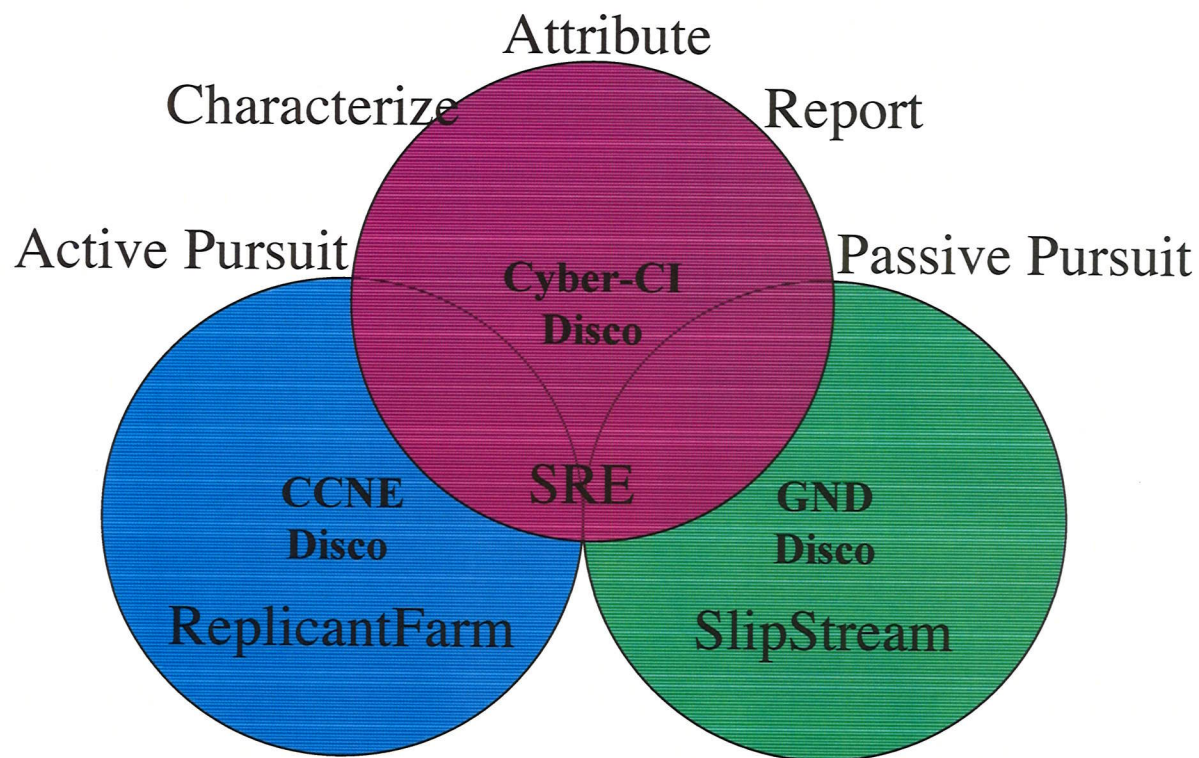 Attribute
Characterize
Report
Active Pursuit
Passive Pursuit
Cyber-CI
Disco
SRE
CCNE
Disco
GND
Disco
ReplicantFarm
SlipStream